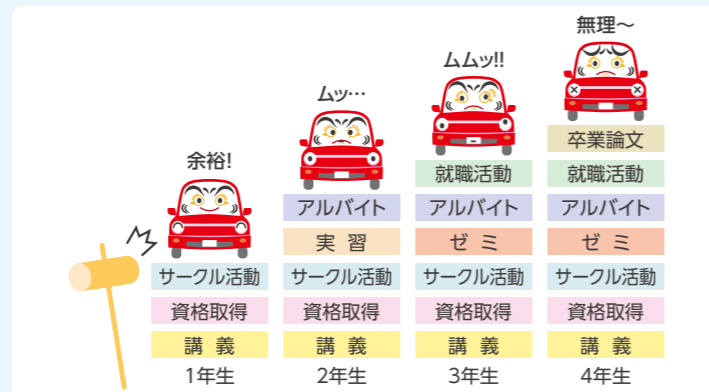 無理～
ムムッ!!
ムッ…
余裕!
卒業論文
就職活動 就職活動
アルバイト アルバイト アルバイト
実 習 ゼ ミ ゼ ミ
サークル活動 サークル活動 サークル活動 サークル活動
資格取得 資格取得 資格取得 資格取得
講 義 講 義 講 義 講 義
1年生 2年生 3年生 4年生